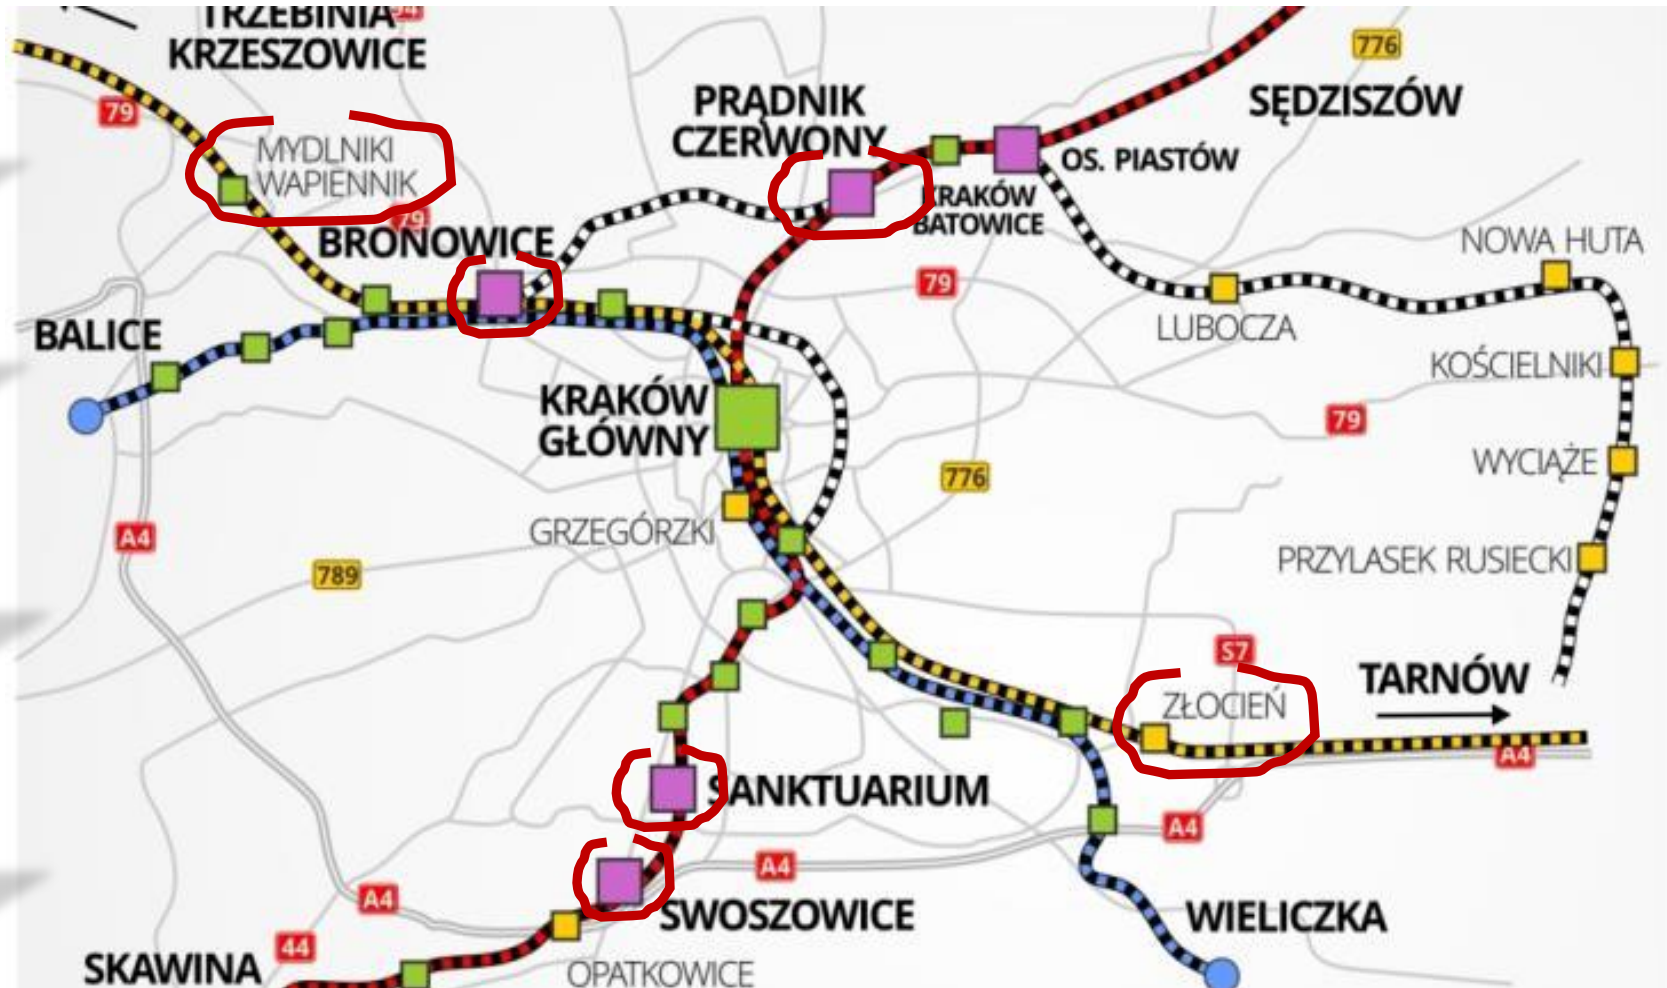 TRZEBINIA
KRZESZOWICE
94
776
SĘDZISZÓW
79
PRĄDNIK
CZERWONY
MYDLNIKI
WAPIENNIK
OS. PIASTÓW
KRAKÓW
BATOWICE
79
BRONOWICE
NOWA HUTA
79
BALICE
LUBOCZA
KOŚCIELNIKI
KRAKÓW
GŁÓWNY
79
WYCIĄŻE
776
GRZEGÓRZKI
A4
789
PRZYLASEK RUSIECKI
S7
TARNÓW
ZŁOCIEŃ
A4
SANKTUARIUM
A4
A4
A4
SWOSZOWICE
WIELICZKA
44
SKAWINA
OPATKOWICE